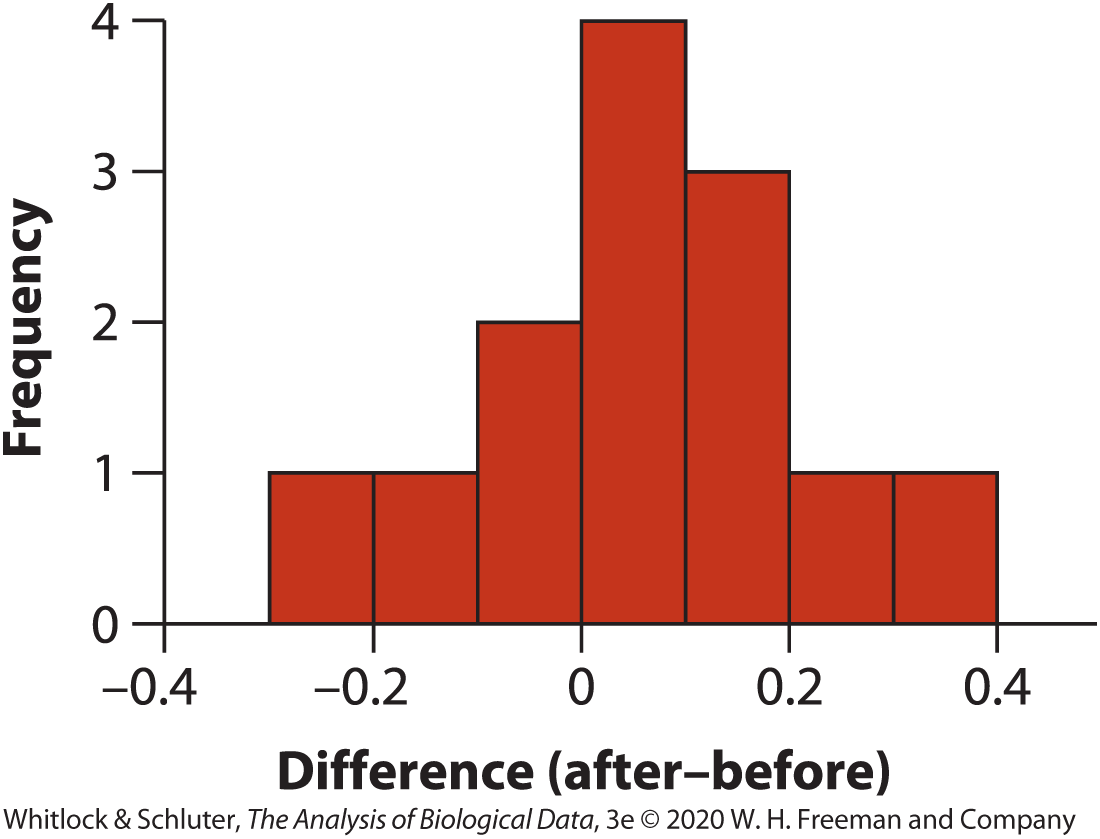 4
3
2
1
0
Frequency
–0.4 –0.2 0 0.2 0.4
Difference (after–before)
Whitlock & Schluter, The Analysis of Biological Data, 3e © 2020 W. H. Freeman and Company